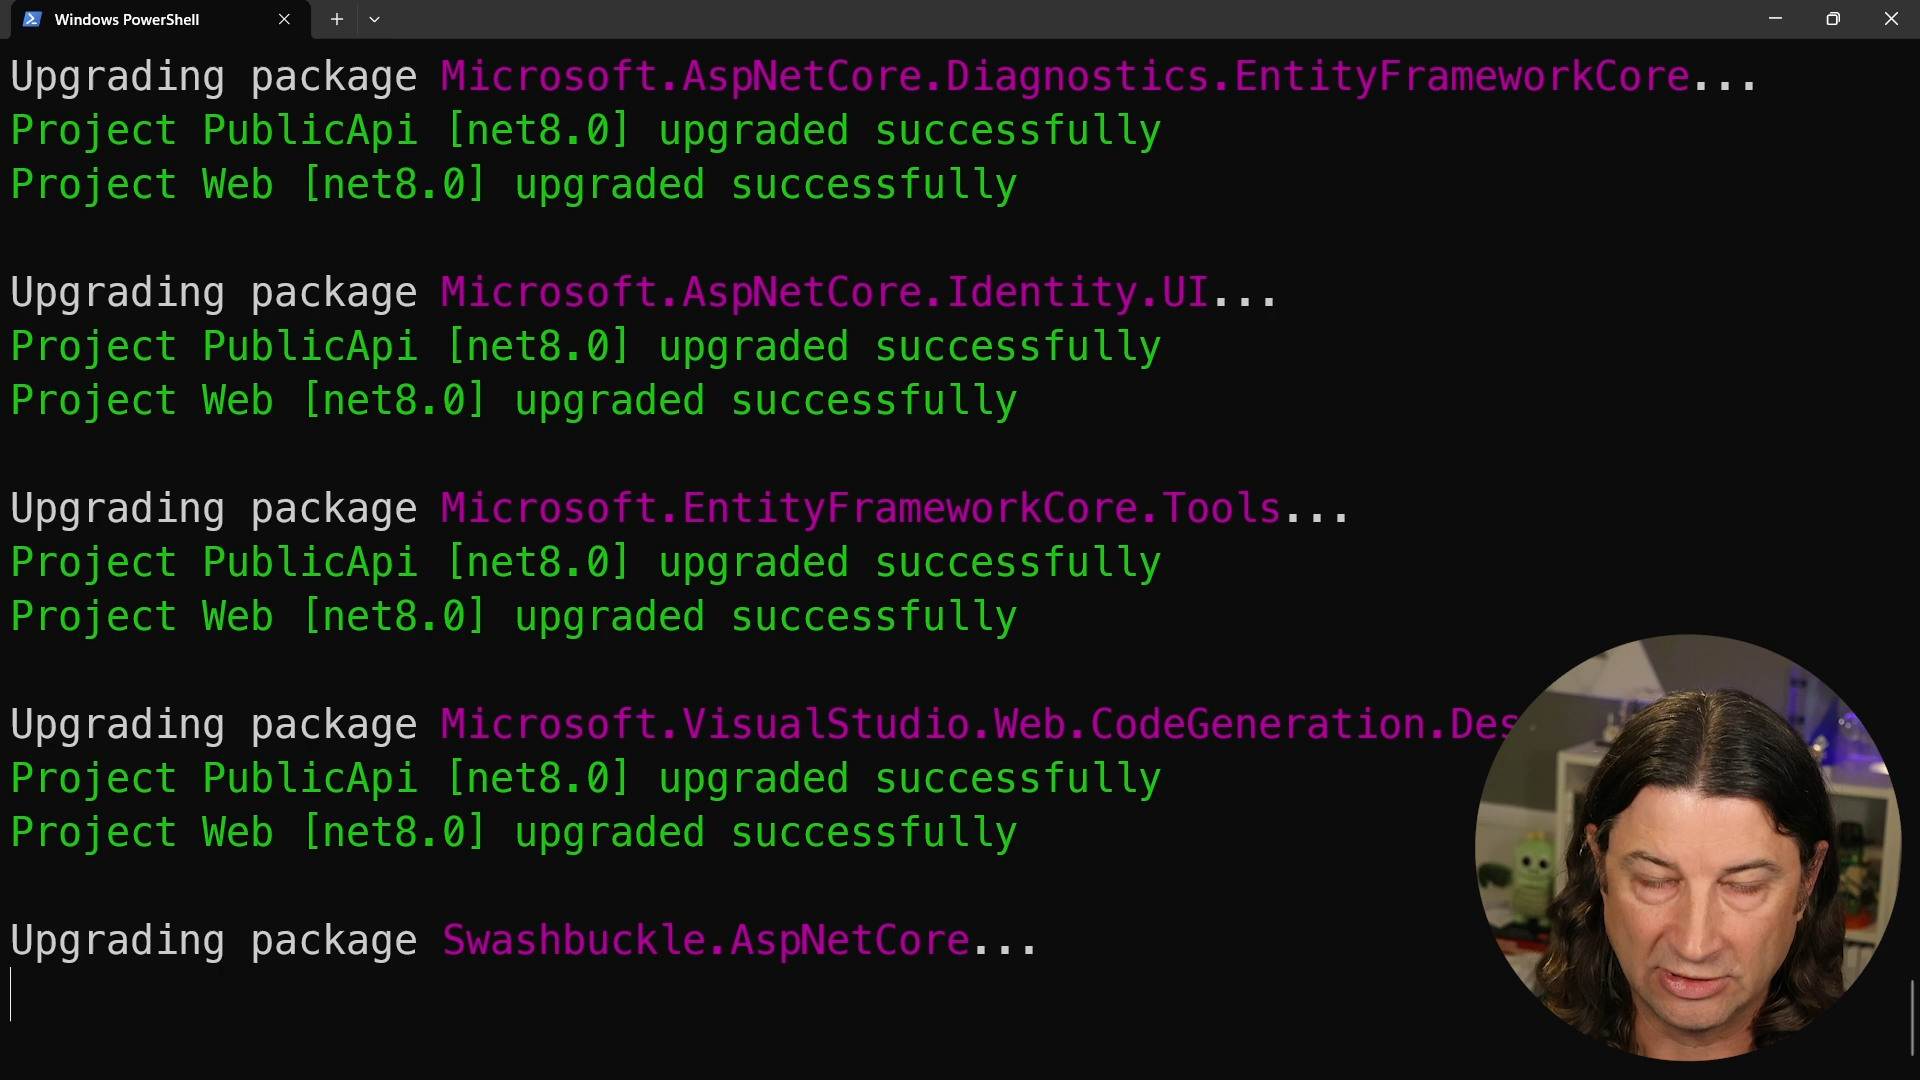 Windows PowerShell
Upgrading package Microsoft.AspNetCore.Diagnostics.EntityFrameworkCore...
Project PublicApi [net8.0] upgraded successfully
Project Web [net8.0] upgraded successfully
Upgrading package Microsoft.AspNetCore.Identity.UI...
Project PublicApi [net8.0] upgraded successfully
Project Web [net8.0] upgraded successfully
Upgrading package Microsoft.EntityFrameworkCore.Tools...
Project PublicApi [net8.0] upgraded successfully
Project Web [net8.0] upgraded successfully
Upgrading package Microsoft.VisualStudio.Web.CodeGeneration.Des
Project PublicApi [net8.0] upgraded successfully
Project Web [net8.0] upgraded successfully
Upgrading package Swashbuckle.AspNetCore...